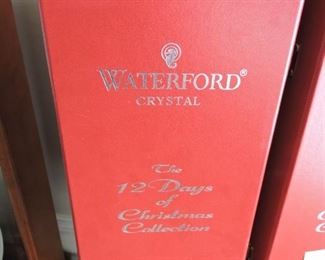 WATERFORD®
CRYSTAL
The
12 Days
of
Christmas
Collection